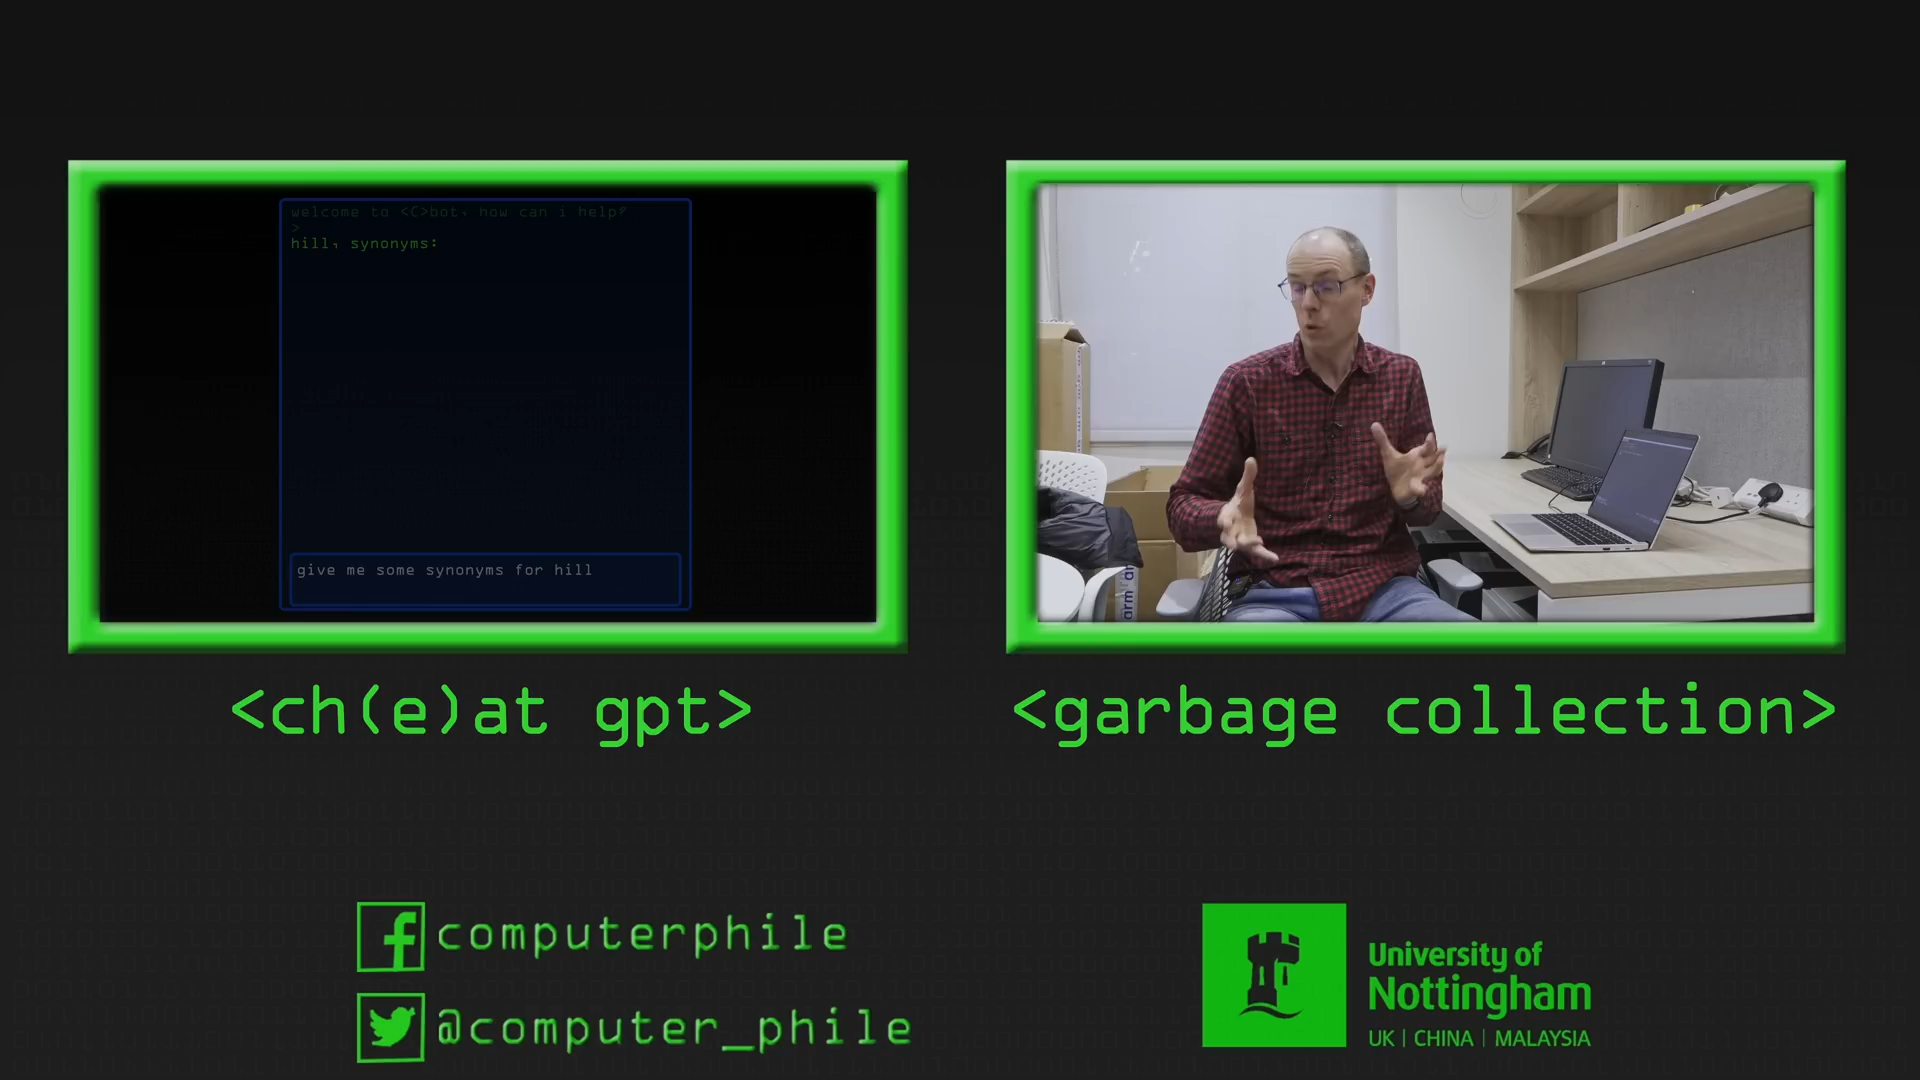 welcome to <C>bot, how can i help?
>
hill, synonyms:
give me some synonyms for hill
arm
<ch(e)at gpt>
<garbage collection>
computerphile
@computer_phile
University of
Nottingham
UK | CHINA | MALAYSIA